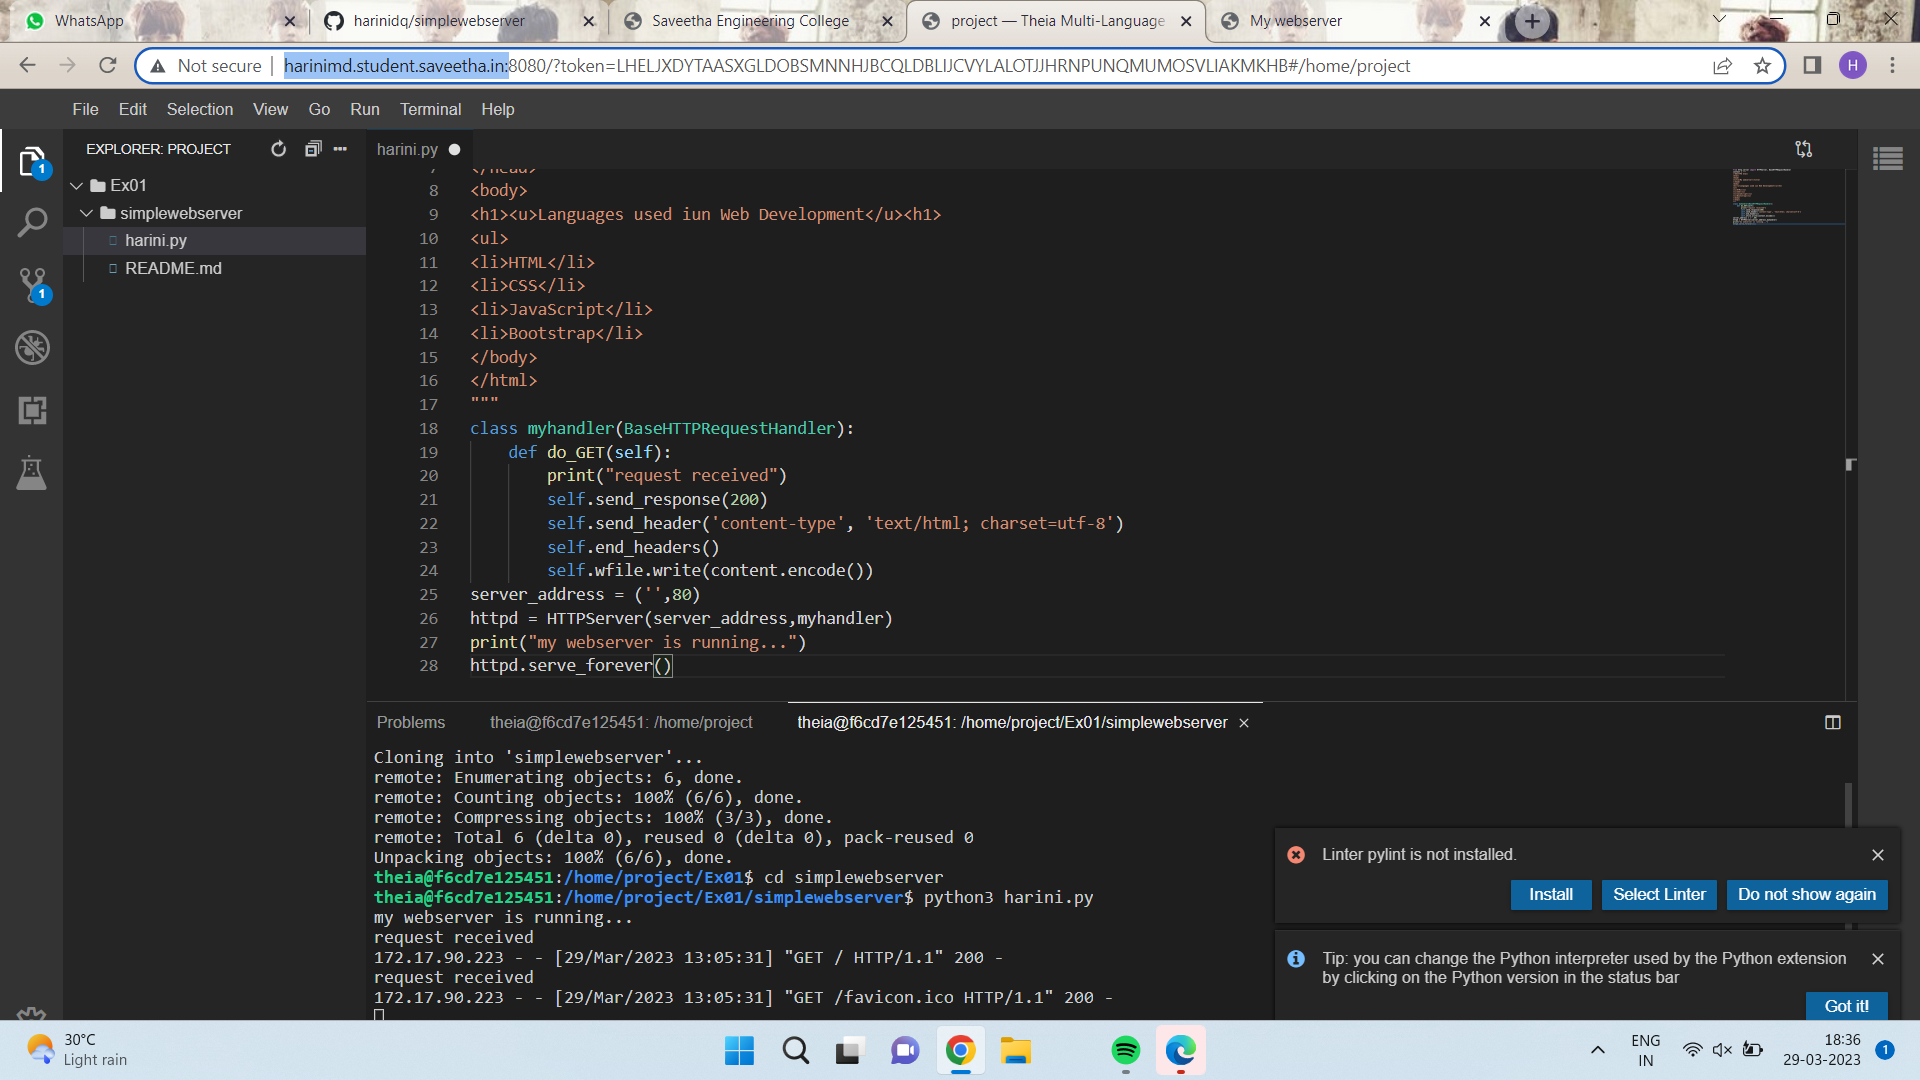 WhatsApp
harinidq/simplewebserver
Saveetha Engineering College
project — Theia Multi-Language
My webserver
Not secure
harinimd.student.saveetha.in:8080/?token=LHELJXDYTAASXGLDOBSMNNHJBCQLDBLIJCVYLALOTJJHRNPUNQMUMOSVLIAKMKHB#/home/project
H
File Edit Selection View Go Run Terminal Help
EXPLORER: PROJECT
harini.py
1
Ex01
simplewebserver
harini.py
README.md
1
7 </head>
8 <body>
9 <h1><u>Languages used iun Web Development</u><h1>
10 <ul>
11 <li>HTML</li>
12 <li>CSS</li>
13 <li>JavaScript</li>
14 <li>Bootstrap</li>
15 </body>
16 </html>
17 """
18 class myhandler(BaseHTTPRequestHandler):
19 def do_GET(self):
20 print("request received")
21 self.send_response(200)
22 self.send_header('content-type', 'text/html; charset=utf-8')
23 self.end_headers()
24 self.wfile.write(content.encode())
25 server_address = ('',80)
26 httpd = HTTPServer(server_address,myhandler)
27 print("my webserver is running...")
28 httpd.serve_forever()
Problems
theia@f6cd7e125451: /home/project
theia@f6cd7e125451: /home/project/Ex01/simplewebserver
Cloning into 'simplewebserver'...
remote: Enumerating objects: 6, done.
remote: Counting objects: 100% (6/6), done.
remote: Compressing objects: 100% (3/3), done.
remote: Total 6 (delta 0), reused 0 (delta 0), pack-reused 0
Unpacking objects: 100% (6/6), done.
theia@f6cd7e125451:/home/project/Ex01$ cd simplewebserver
theia@f6cd7e125451:/home/project/Ex01/simplewebserver$ python3 harini.py
my webserver is running...
request received
172.17.90.223 - - [29/Mar/2023 13:05:31] "GET / HTTP/1.1" 200 -
request received
172.17.90.223 - - [29/Mar/2023 13:05:31] "GET /favicon.ico HTTP/1.1" 200 -
Linter pylint is not installed.
Install
Select Linter
Do not show again
Tip: you can change the Python interpreter used by the Python extension
by clicking on the Python version in the status bar
Got it!
30°C
Light rain
ENG
IN
18:36
29-03-2023
1